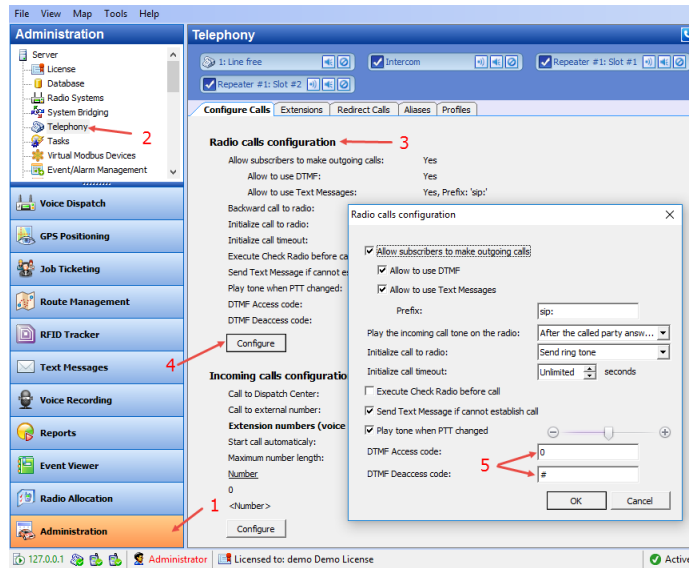 File View Map Tools Help
Administration
Server
License
Database
Radio Systems
System Bridging
Telephony
2
Tasks
Virtual Modbus Devices
Event/Alarm Management
Voice Dispatch
GPS Positioning
Job Ticketing
Route Management
RFID Tracker
4
Text Messages
Voice Recording
Reports
Event Viewer
Radio Allocation
1
Administration
Telephony
1: Line free
Intercom
Repeater #1: Slot #1
Repeater #1: Slot #2
Configure Calls Extensions Redirect Calls Aliases Profiles
Radio calls configuration 3
Allow subscribers to make outgoing calls: Yes
Allow to use DTMF: Yes
Allow to use Text Messages: Yes, Prefix: 'sip:'
Backward call to radio:
Initialize call to radio:
Initialize call timeout:
Execute Check Radio before ca
Send Text Message if cannot es
Play tone when PTT changed:
DTMF Access code:
DTMF Deaccess code:
Configure
Incoming calls configuratio
Call to Dispatch Center:
Call to external number:
Extension numbers (voice
Start call automaticaly:
Maximum number length:
Number
0
<Number>
Configure
Radio calls configuration
Allow subscribers to make outgoing calls
Allow to use DTMF
Allow to use Text Messages
Prefix: sip:
Play the incoming call tone on the radio: After the called party answ...
Initialize call to radio: Send ring tone
Initialize call timeout: Unlimited seconds
Execute Check Radio before call
Send Text Message if cannot establish call
Play tone when PTT changed
DTMF Access code: 0
5
DTMF Deaccess code: #
OK Cancel
127.0.0.1 Administrator Licensed to: demo Demo License Active